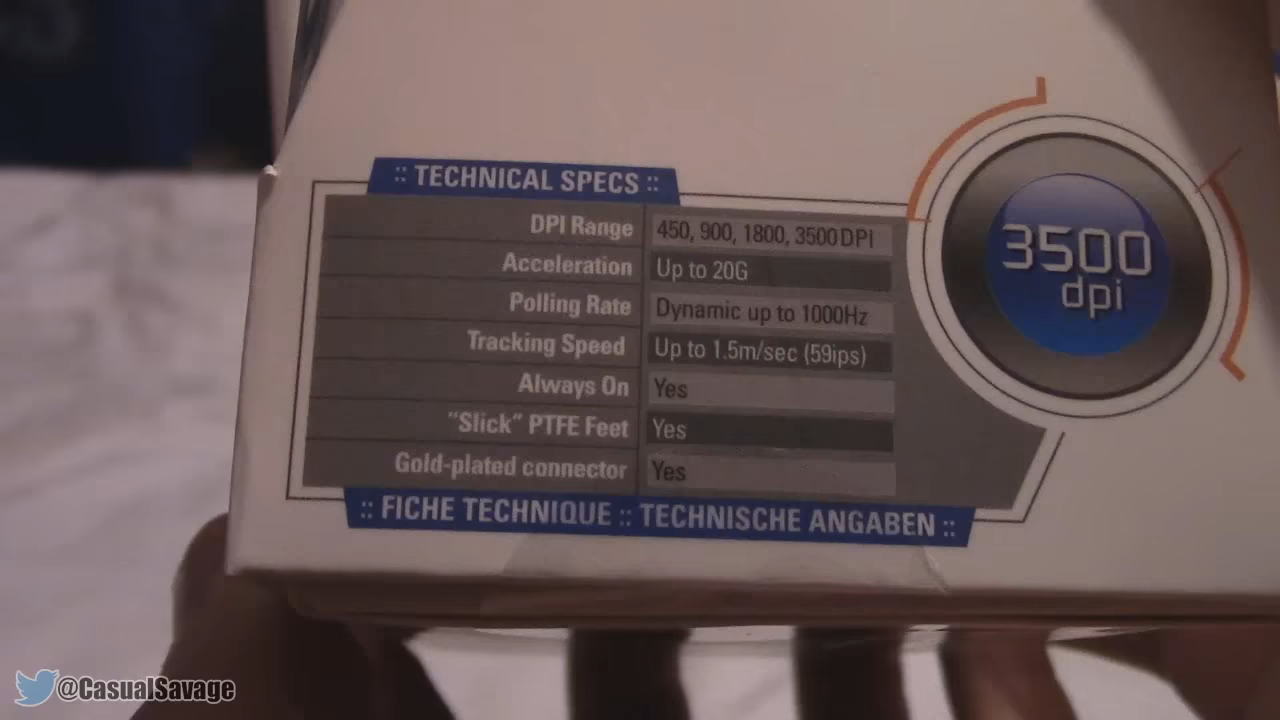 :: TECHNICAL SPECS ::
DPI Range 450, 900, 1800, 3500DPI
Acceleration Up to 20G
Polling Rate Dynamic up to 1000Hz
Tracking Speed Up to 1.5m/sec (59ips)
Always On Yes
"Slick" PTFE Feet Yes
Gold-plated connector Yes
:: FICHE TECHNIQUE :: TECHNISCHE ANGABEN ::
3500
dpi
@CasualSavage